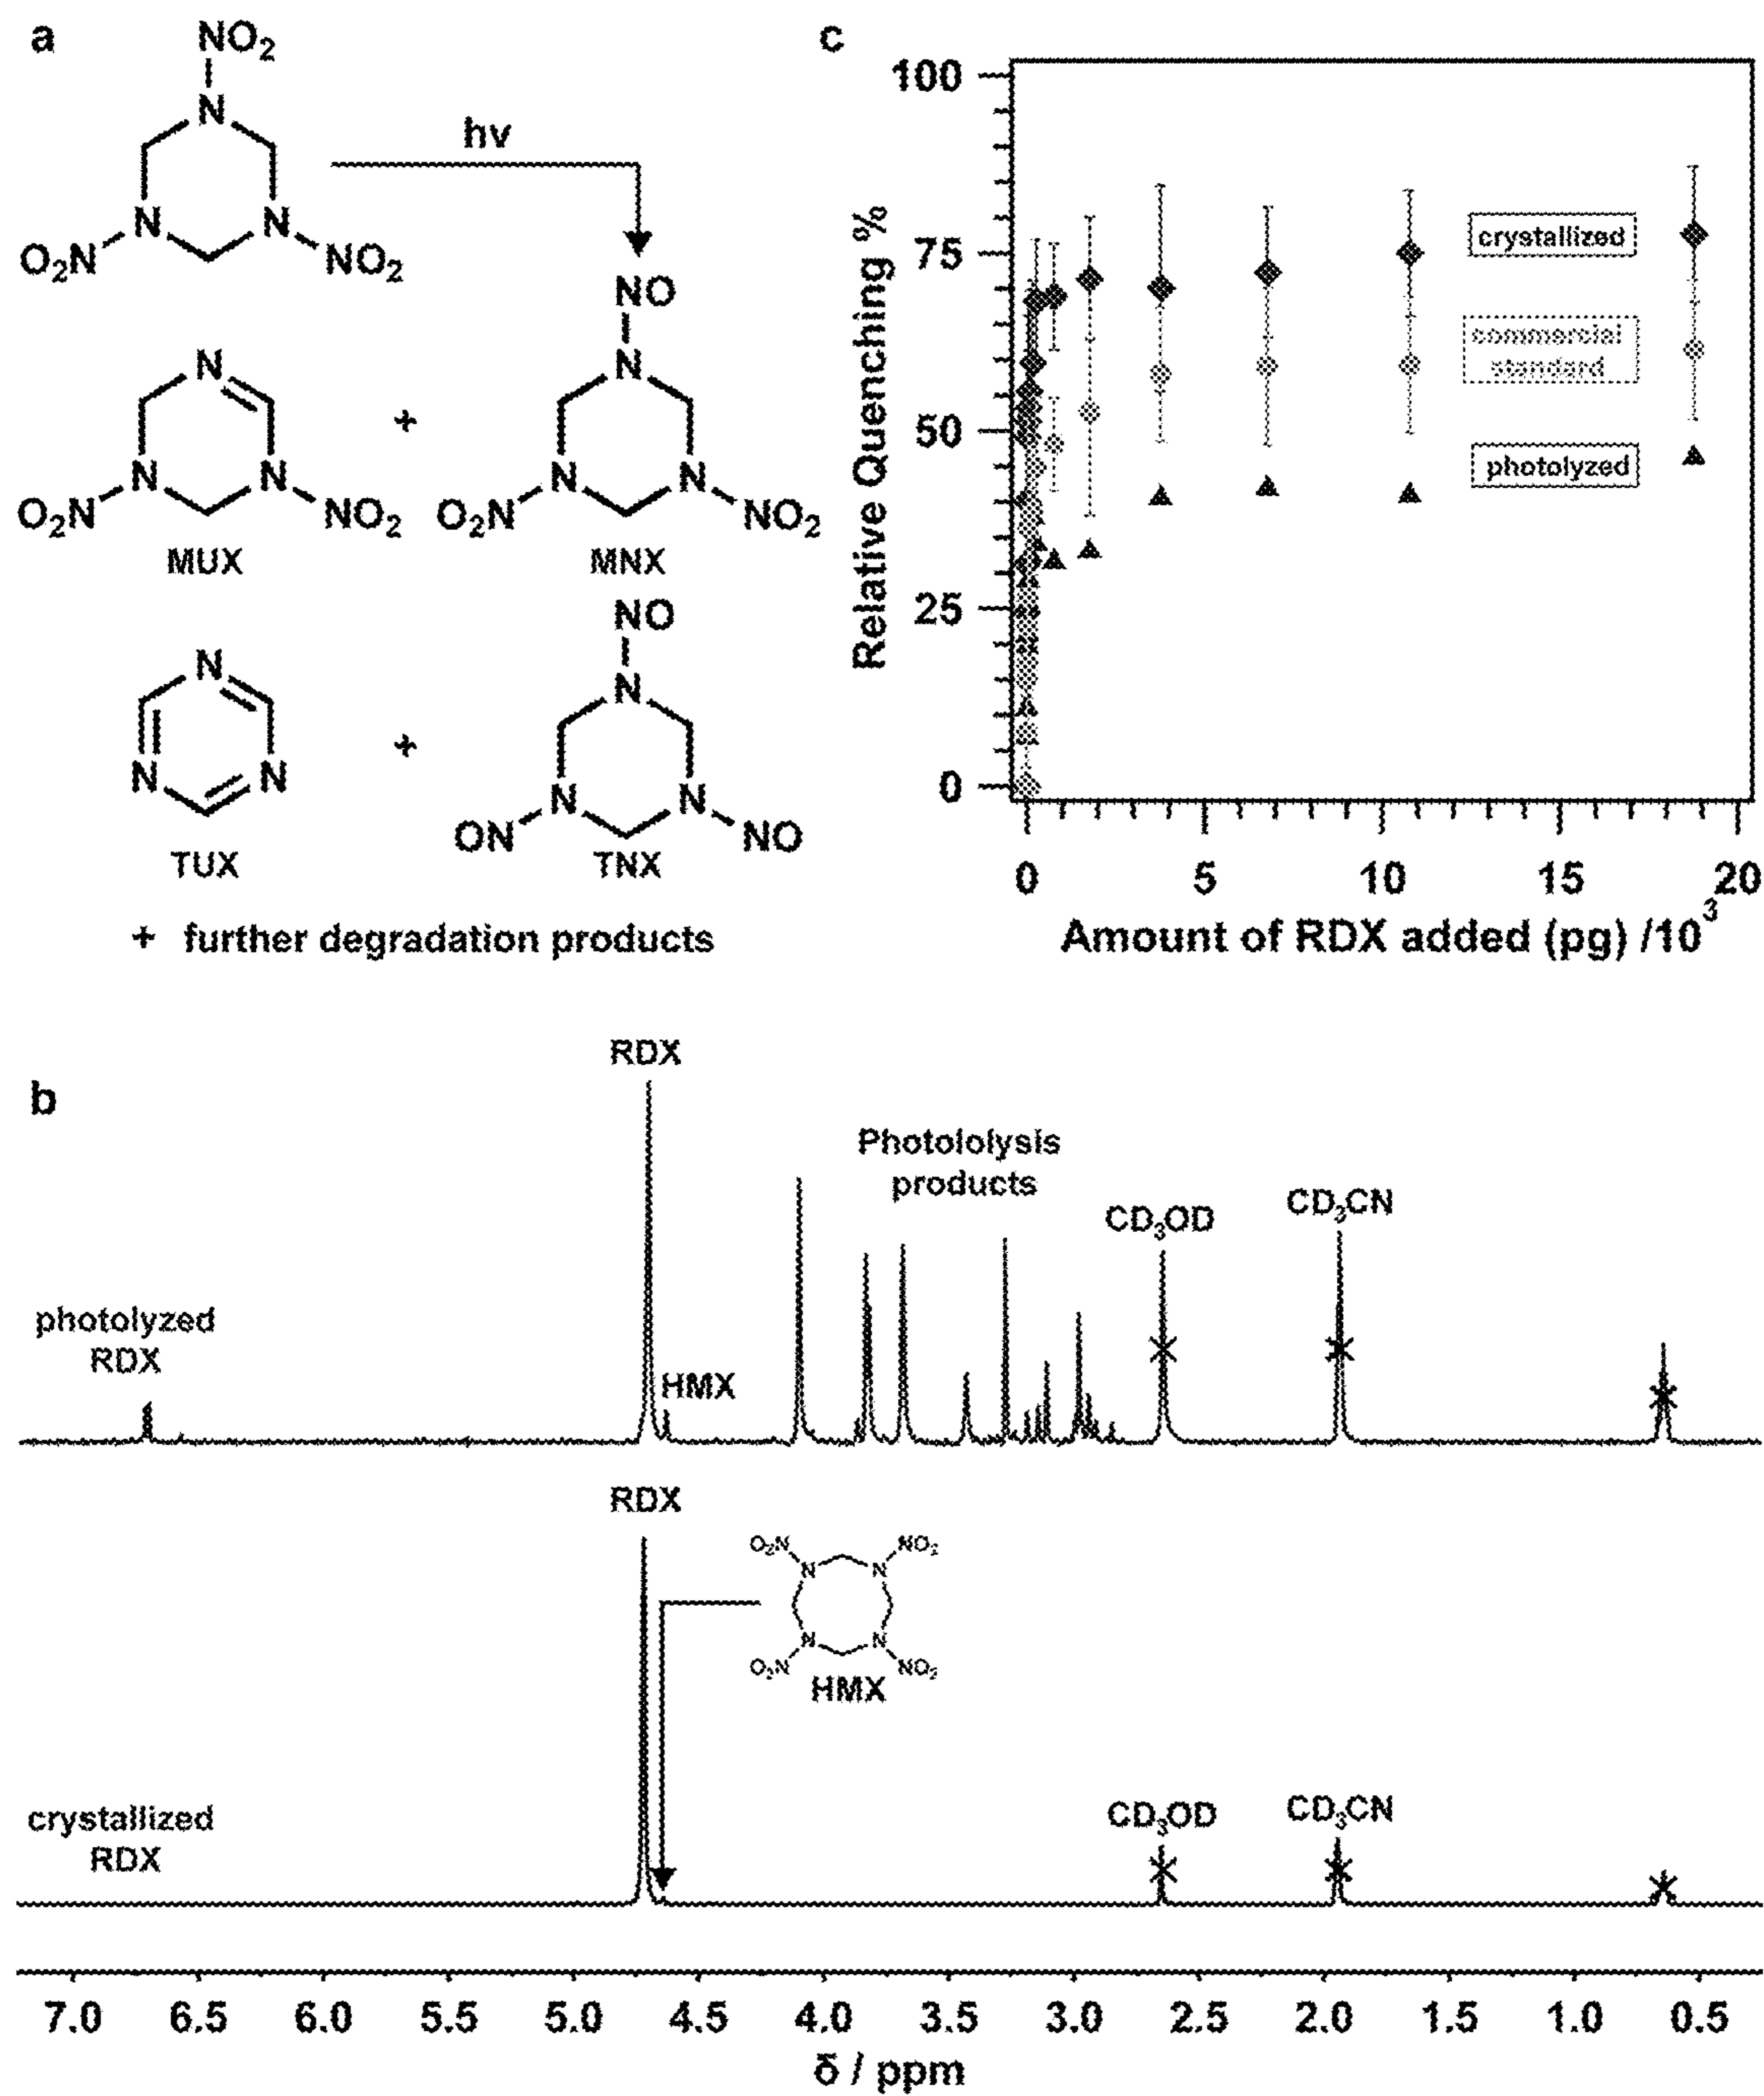 a
NO₂
N
hv
N
N
O₂N
NO₂
NO
N
N
N
N
N
N
O₂N
NO₂
O₂N
NO₂
+
MUX
MNX
NO
N
N
N
N
N
N
ON
NO
+
TUX
TNX
+ further degradation products
c
Relative Quenching %
100
75
50
25
0
crystallized
commercial
standard
photolyzed
0 5 10 15 20
Amount of RDX added (pg) /10³
b
RDX
Photololysis
products
CD₃OD
CD₃CN
photolyzed
RDX
HMX
RDX
O₂N
NO₂
N
N
N
N
O₂N
NO₂
HMX
crystallized
RDX
CD₃OD
CD₃CN
7.0 6.5 6.0 5.5 5.0 4.5 4.0 3.5 3.0 2.5 2.0 1.5 1.0 0.5
δ / ppm